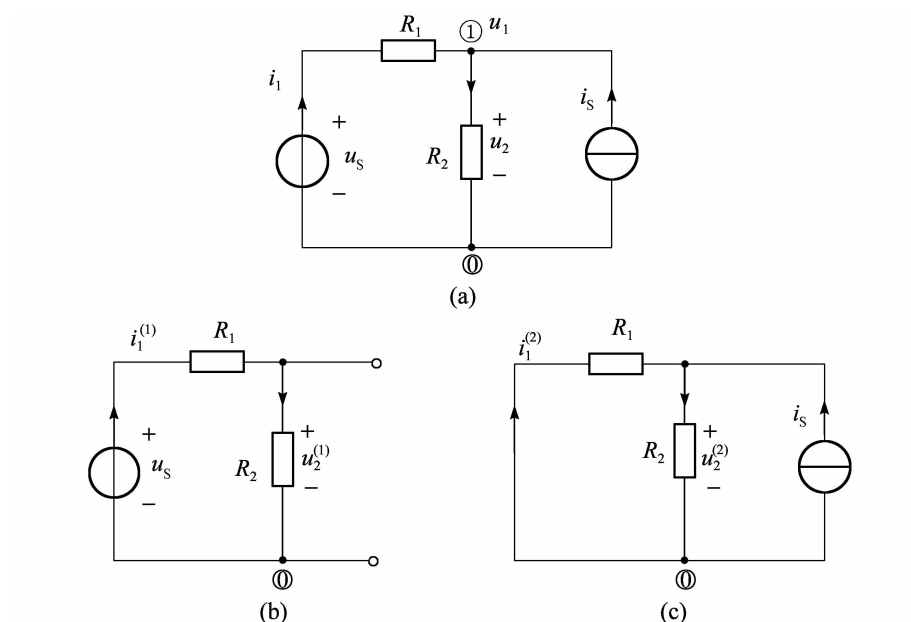 R₁ ① u₁
i₁
iₛ
+
uₛ
R₂
+
u₂
−
−
⓪
(a)
i₁⁽¹⁾ R₁
+
uₛ
−
R₂
+
u₂⁽¹⁾
−
⓪
(b)
i₁⁽²⁾ R₁
iₛ
R₂
+
u₂⁽²⁾
−
⓪
(c)